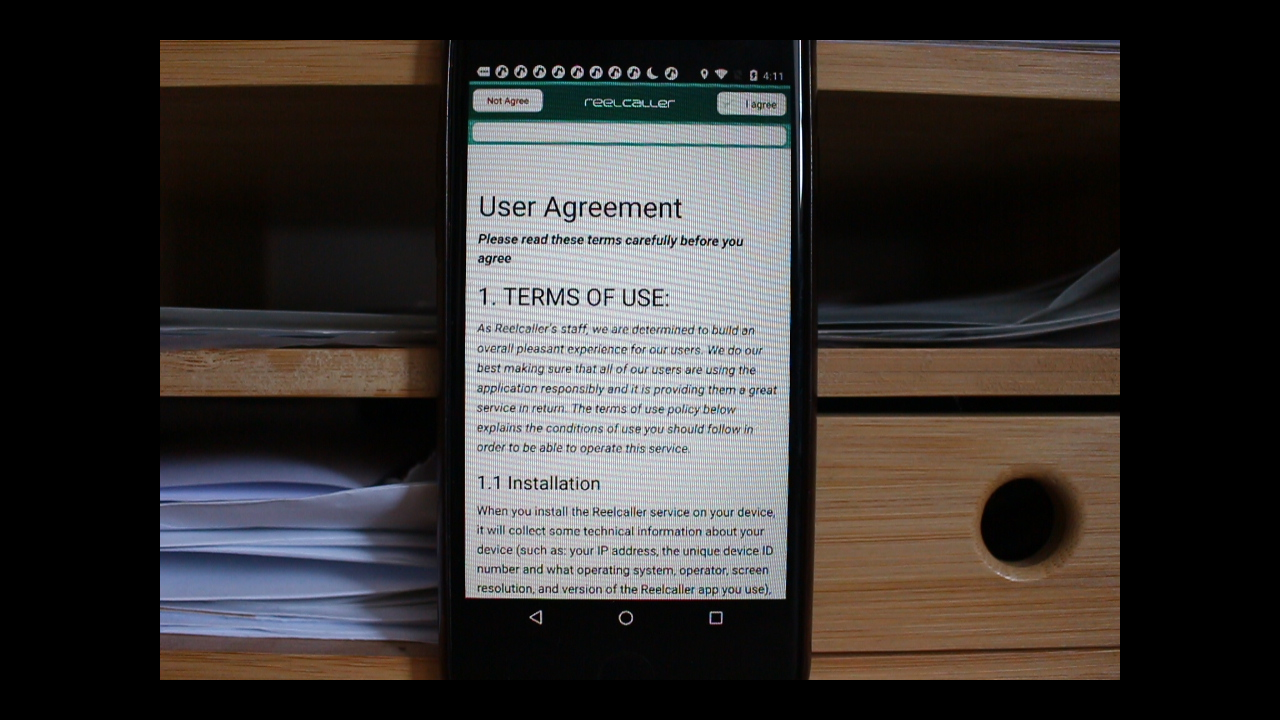 4:11
Not Agree
reelcaller
I agree
User Agreement
Please read these terms carefully before you
agree
1. TERMS OF USE:
As Reelcaller's staff, we are determined to build an
overall pleasant experience for our users. We do our
best making sure that all of our users are using the
application responsibly and it is providing them a great
service in return. The terms of use policy below
explains the conditions of use you should follow in
order to be able to operate this service.
1.1 Installation
When you install the Reelcaller service on your device,
it will collect some technical information about your
device (such as: your IP address, the unique device ID
number and what operating system, operator, screen
resolution, and version of the Reelcaller app you use),